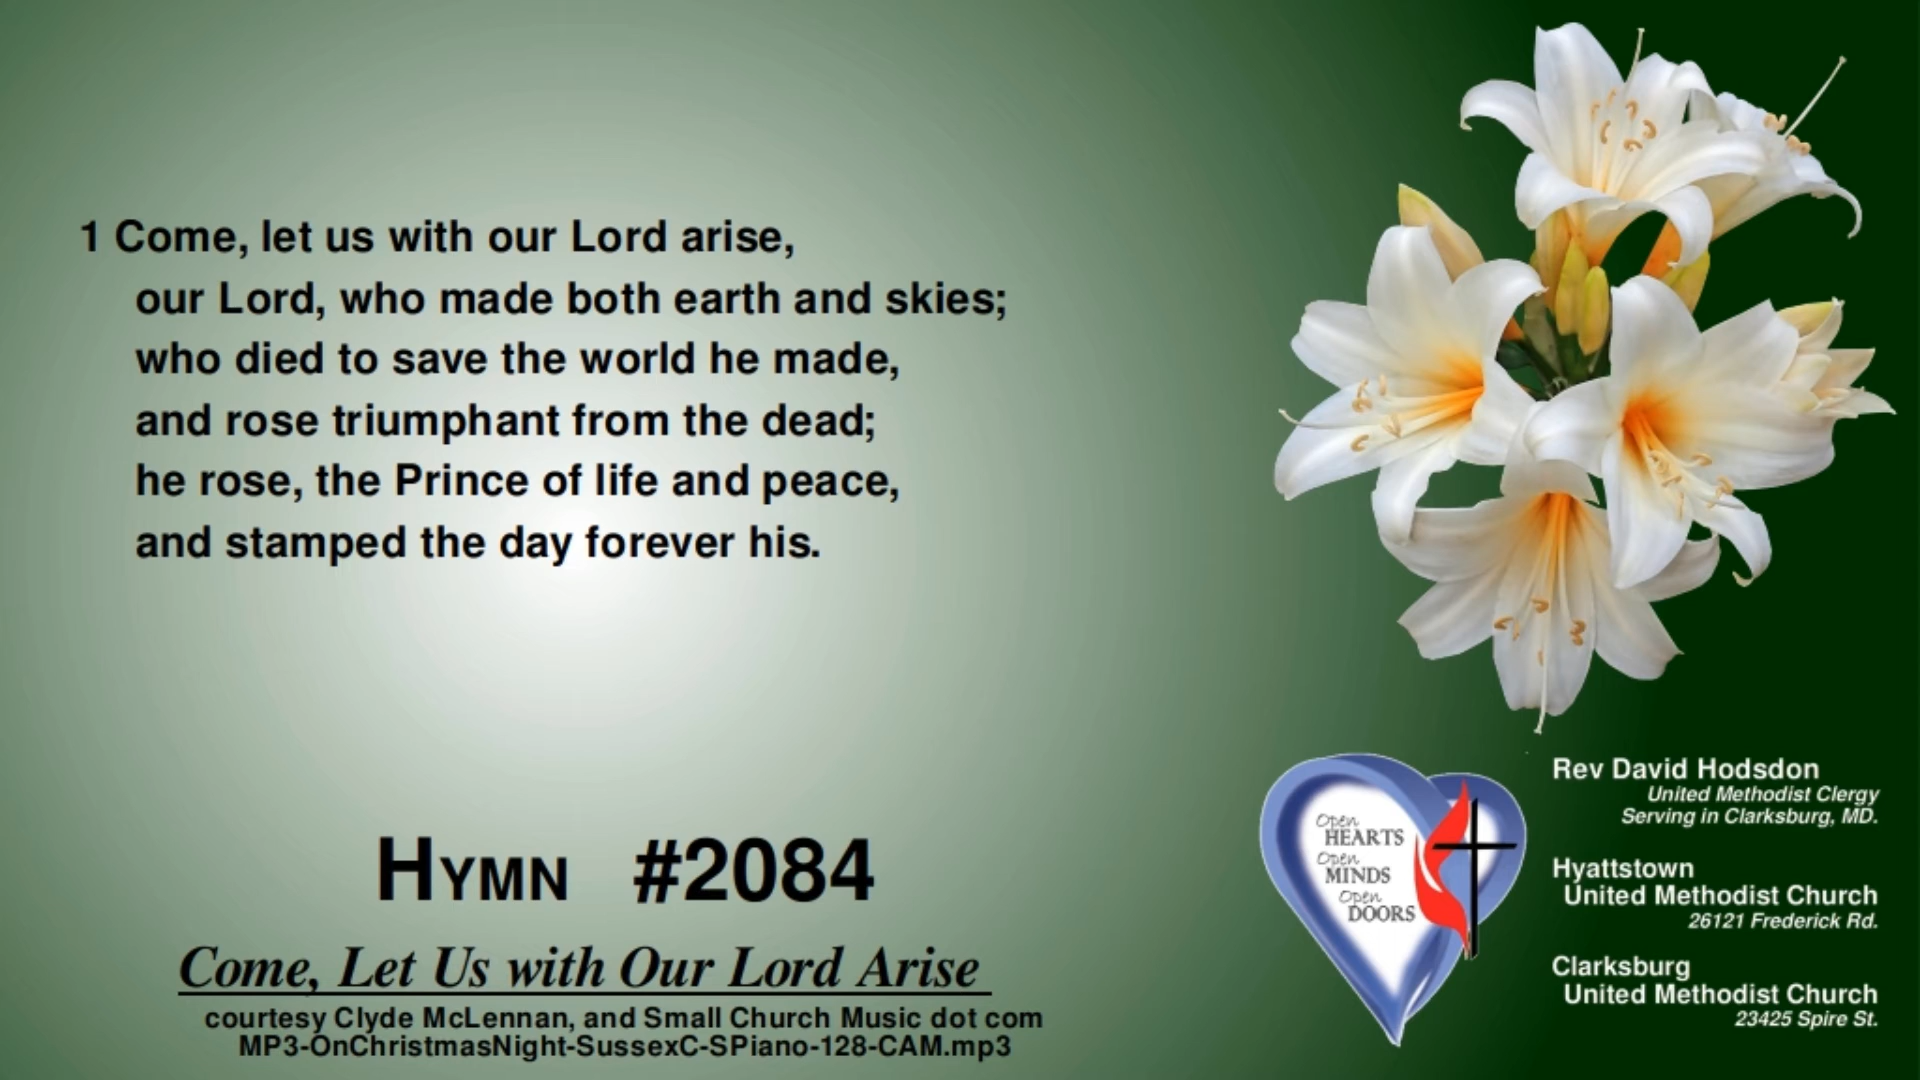 1 Come, let us with our Lord arise,
our Lord, who made both earth and skies;
who died to save the world he made,
and rose triumphant from the dead;
he rose, the Prince of life and peace,
and stamped the day forever his.
HYMN #2084
Come, Let Us with Our Lord Arise
courtesy Clyde McLennan, and Small Church Music dot com
MP3-OnChristmasNight-SussexC-SPiano-128-CAM.mp3
Open
HEARTS
Open
MINDS
Open
DOORS
Rev David Hodsdon
United Methodist Clergy
Serving in Clarksburg, MD.
Hyattstown
United Methodist Church
26121 Frederick Rd.
Clarksburg
United Methodist Church
23425 Spire St.